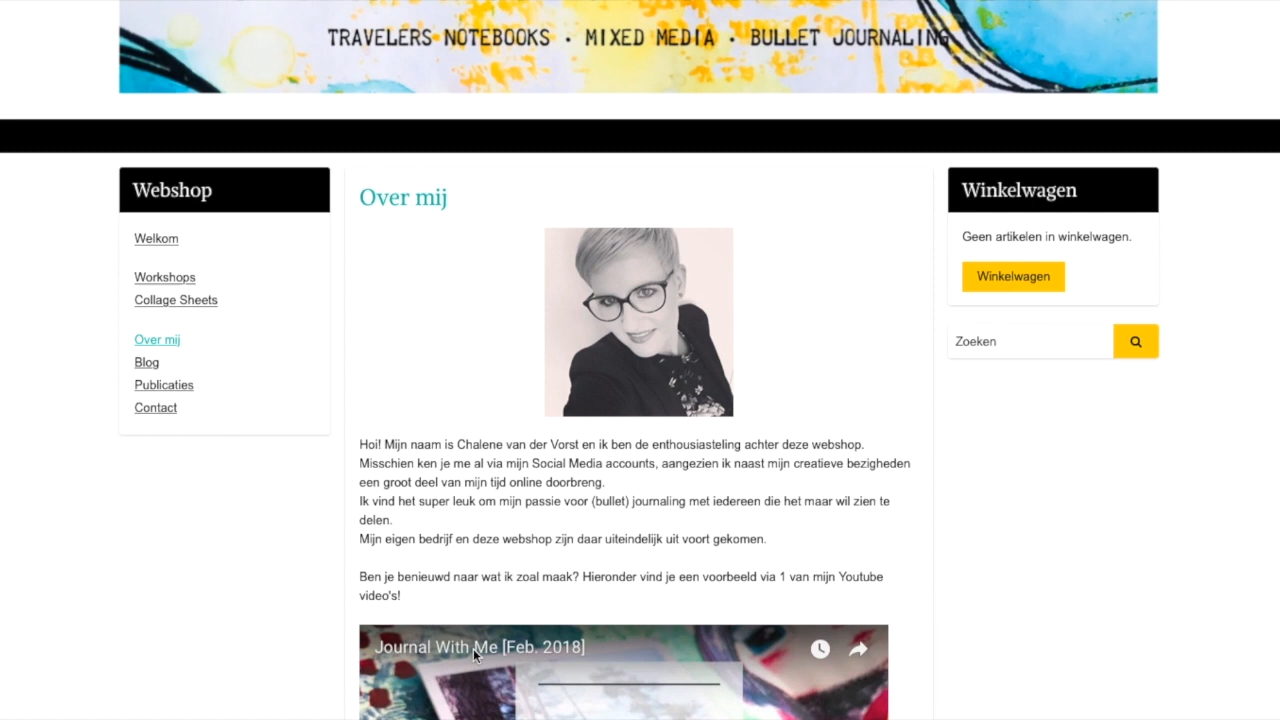 TRAVELERS NOTEBOOKS • MIXED MEDIA • BULLET JOURNALING
Webshop
Welkom
Workshops
Collage Sheets
Over mij
Blog
Publicaties
Contact
Over mij
Hoi! Mijn naam is Chalene van der Vorst en ik ben de enthousiasteling achter deze webshop.
Misschien ken je me al via mijn Social Media accounts, aangezien ik naast mijn creatieve bezigheden
een groot deel van mijn tijd online doorbreng.
Ik vind het super leuk om mijn passie voor (bullet) journaling met iedereen die het maar wil zien te
delen.
Mijn eigen bedrijf en deze webshop zijn daar uiteindelijk uit voort gekomen.
Ben je benieuwd naar wat ik zoal maak? Hieronder vind je een voorbeeld via 1 van mijn Youtube
video's!
Journal With Me [Feb. 2018]
Winkelwagen
Geen artikelen in winkelwagen.
Winkelwagen
Zoeken